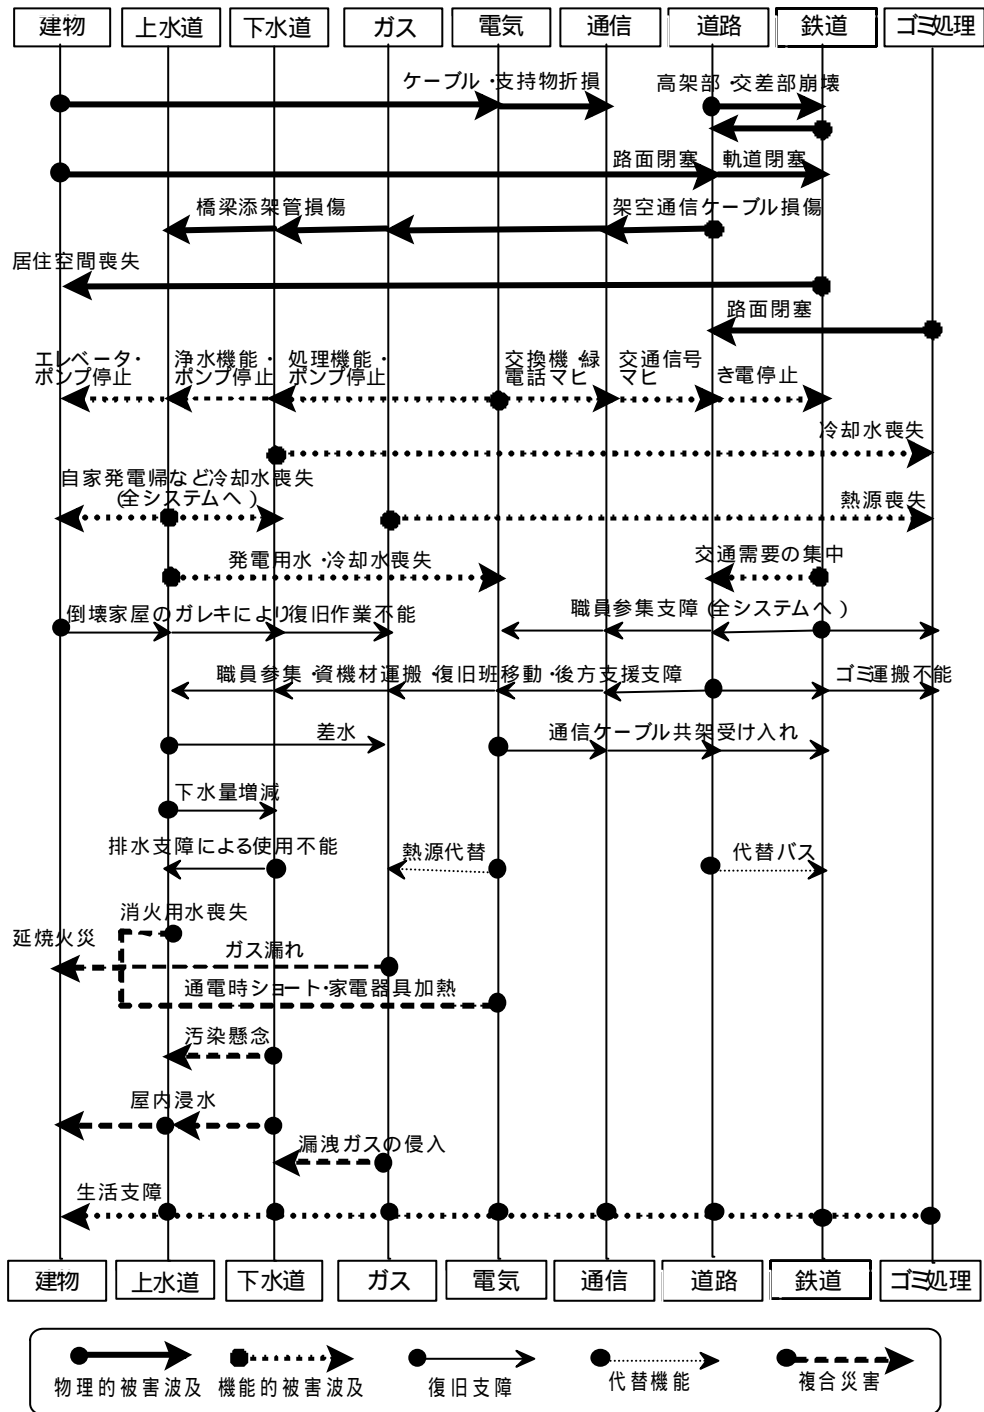 建物 上水道 下水道 ガス 電気 通信 道路 鉄道 ゴミ処理
ケーブル・支持物折損 高架部・交差部崩壊
路面閉塞 軌道閉塞
橋梁添架管損傷 架空通信ケーブル損傷
居住空間喪失
路面閉塞
エレベータ・ 浄水機能・ 処理機能・ 交換機・緑 交通信号
ポンプ停止 ポンプ停止 ポンプ停止 電話マヒ マヒ き電停止
冷却水喪失
自家発電帰など冷却水喪失
(全システムへ) 熱源喪失
発電用水・冷却水喪失 交通需要の集中
倒壊家屋のガレキにより復旧作業不能 職員参集支障(全システムへ)
職員参集・資機材運搬・復旧班移動・後方支援支障 ゴミ運搬不能
差水 通信ケーブル共架受け入れ
下水量増減
排水支障による使用不能 熱源代替 代替バス
消火用水喪失
延焼火災 ガス漏れ
通電時ショート・家電器具加熱
汚染懸念
屋内浸水
漏洩ガスの侵入
生活支障
建物 上水道 下水道 ガス 電気 通信 道路 鉄道 ゴミ処理
物理的被害波及 機能的被害波及 復旧支障 代替機能 複合災害